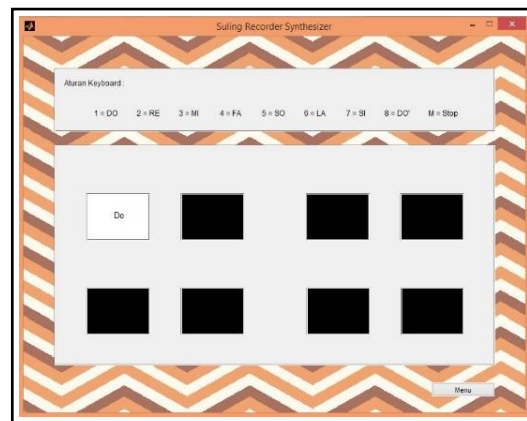 Suling Recorder Synthesizer
Aturan Keyboard :
1 = DO 2 = RE 3 = MI 4 = FA 5 = SO 6 = LA 7 = SI 8 = DO' M = Stop
Do
Menu